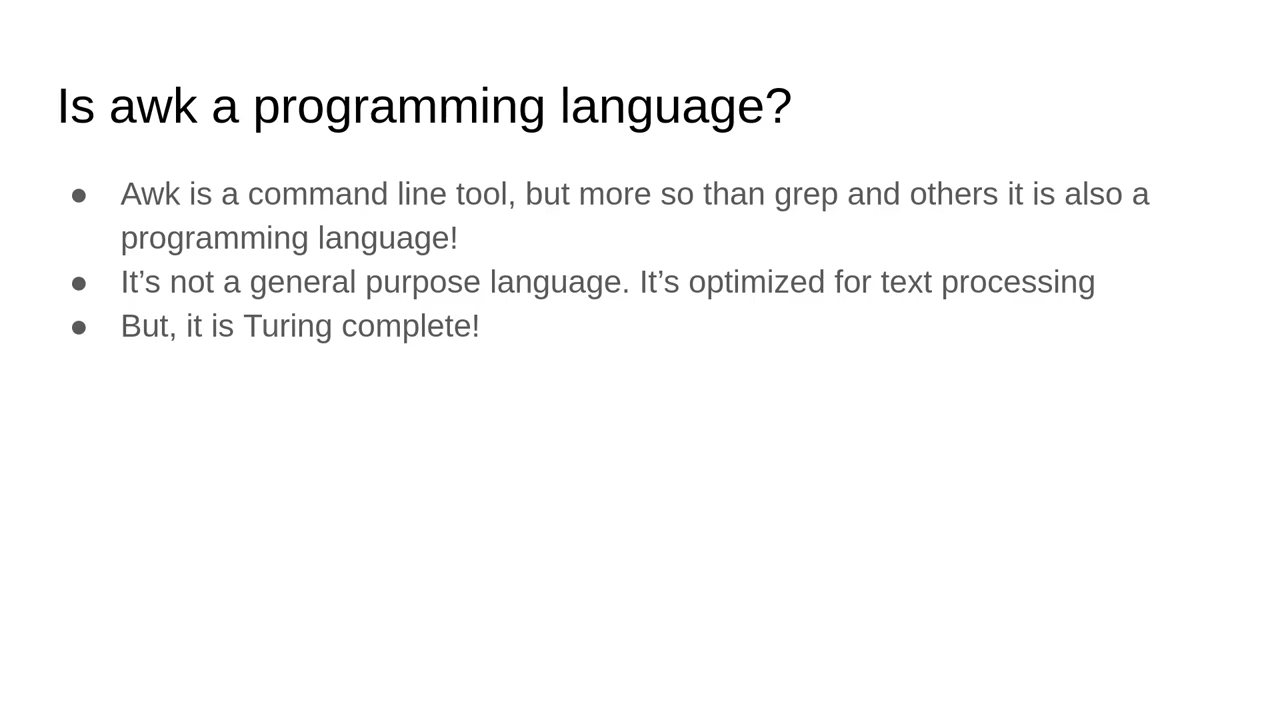 Is awk a programming language?
● Awk is a command line tool, but more so than grep and others it is also a
programming language!
● It’s not a general purpose language. It’s optimized for text processing
● But, it is Turing complete!